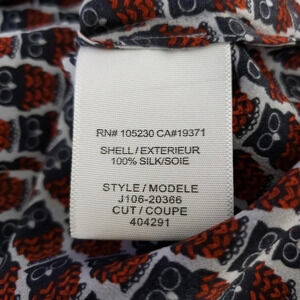 RN# 105230 CA#19371
SHELL / EXTERIEUR
100% SILK/SOIE
STYLE / MODELE
J106-20366
CUT / COUPE
404291